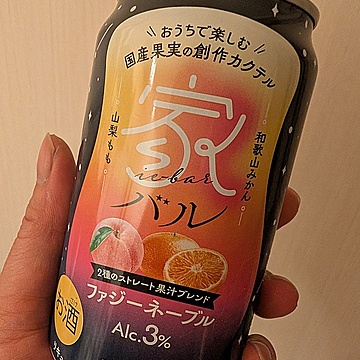 おうちで楽しむ
国産果実の創作カクテル
家
ie-bar
バル
山梨もも
和歌山みかん
2種のストレート果汁ブレンド
ファジーネーブル
Alc.3%
お酒